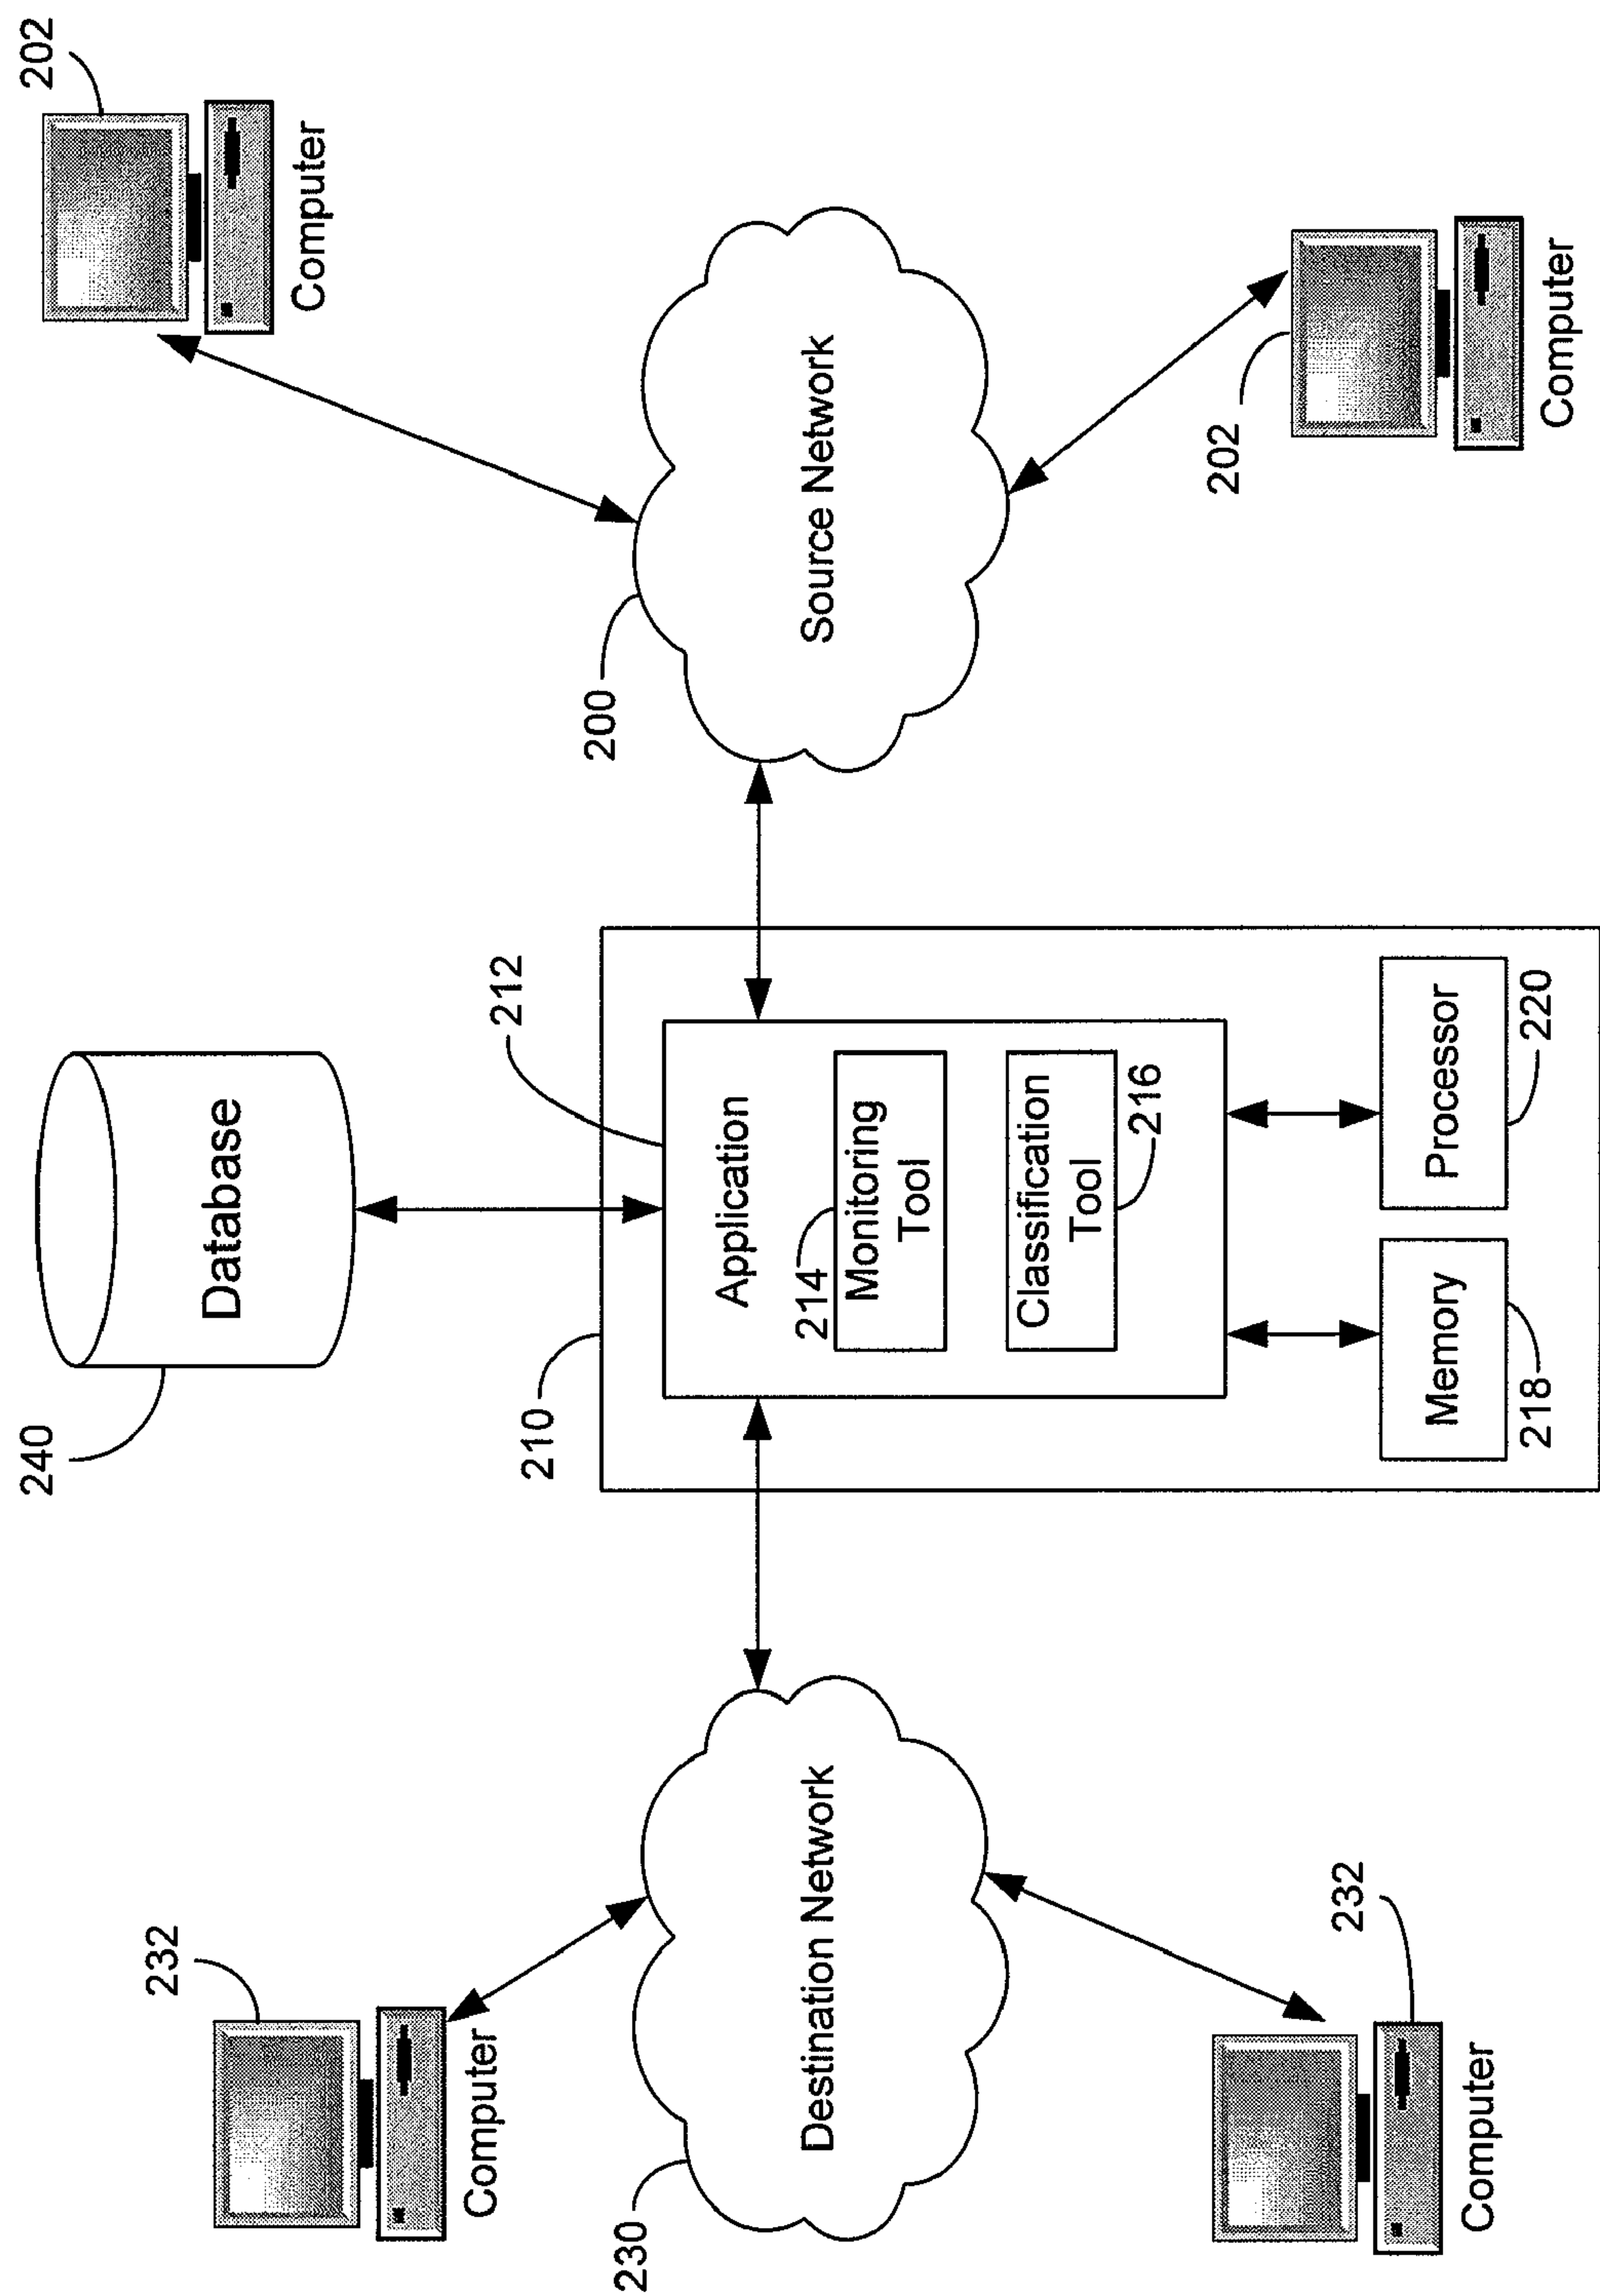 232
Computer
230
Destination Network
232
Computer
240
Database
210
212
Application
214
Monitoring
Tool
Classification
Tool
216
Memory
218
Processor
220
200
Source Network
202
Computer
202
Computer